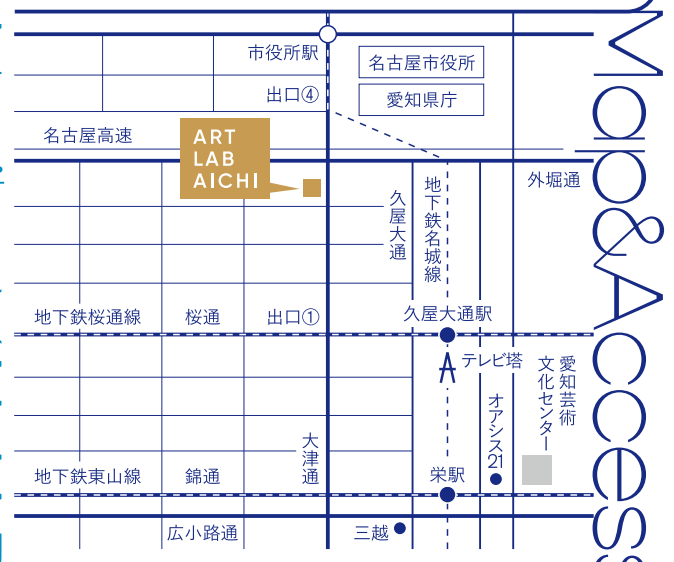 市役所駅
名古屋市役所
出口④
愛知県庁
名古屋高速
ART
LAB
AICHI
外堀通
久屋大通
地下鉄名城線
地下鉄桜通線
桜通
出口①
久屋大通駅
テレビ塔
愛知芸術
文化センター
オアシス21
大津通
地下鉄東山線
錦通
栄駅
広小路通
三越
Map&Access